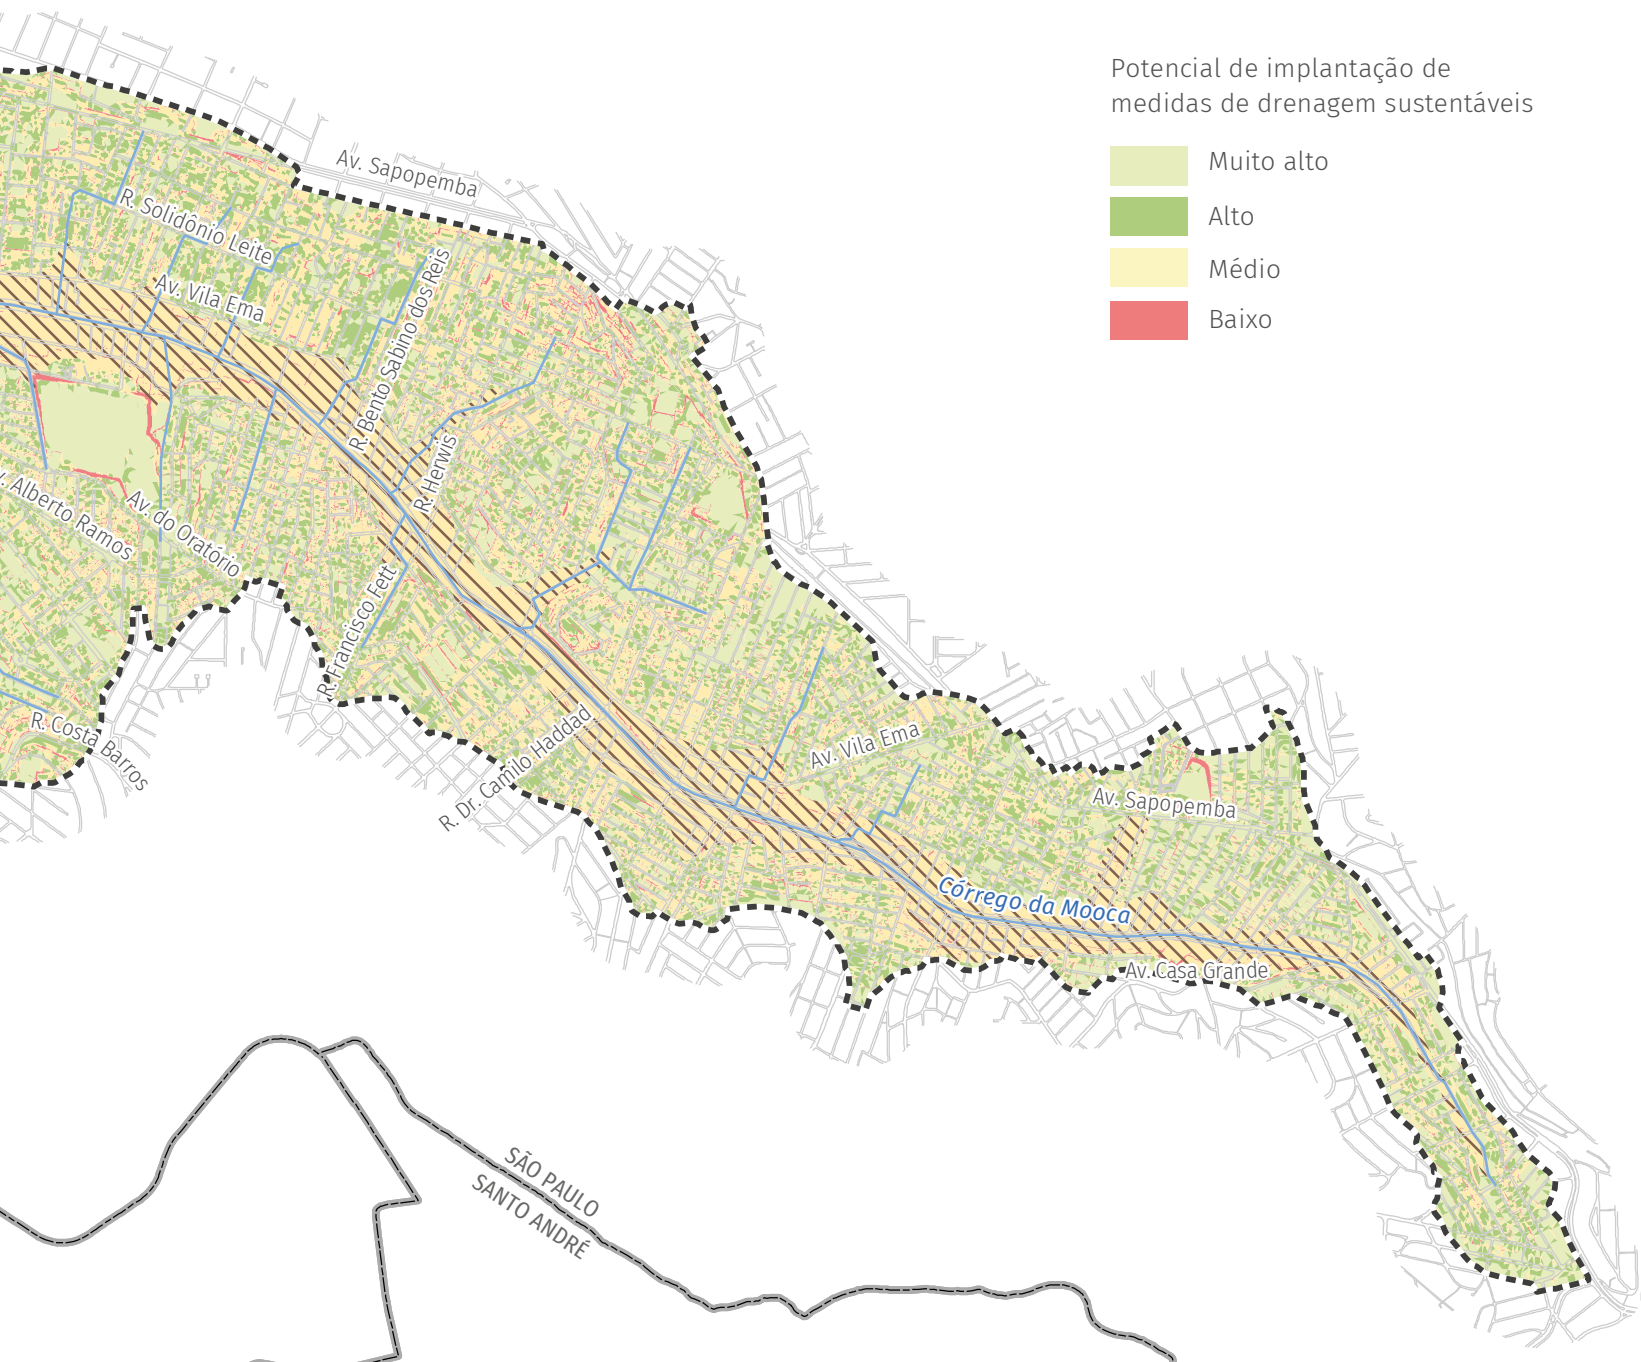 Potencial de implantação de
medidas de drenagem sustentáveis
Muito alto
Alto
Médio
Baixo
Av. Sapopemba
R. Solidônio Leite
Av. Vila Ema
R. Bento Sabino dos Reis
R. Herwis
v. Alberto Ramos
Av. do Oratório
R. Francisco Fett
R. Costa Barros
R. Dr. Camilo Haddad
Av. Vila Ema
Av. Sapopemba
Córrego da Mooca
Av. Casa Grande
SÃO PAULO
SANTO ANDRÉ